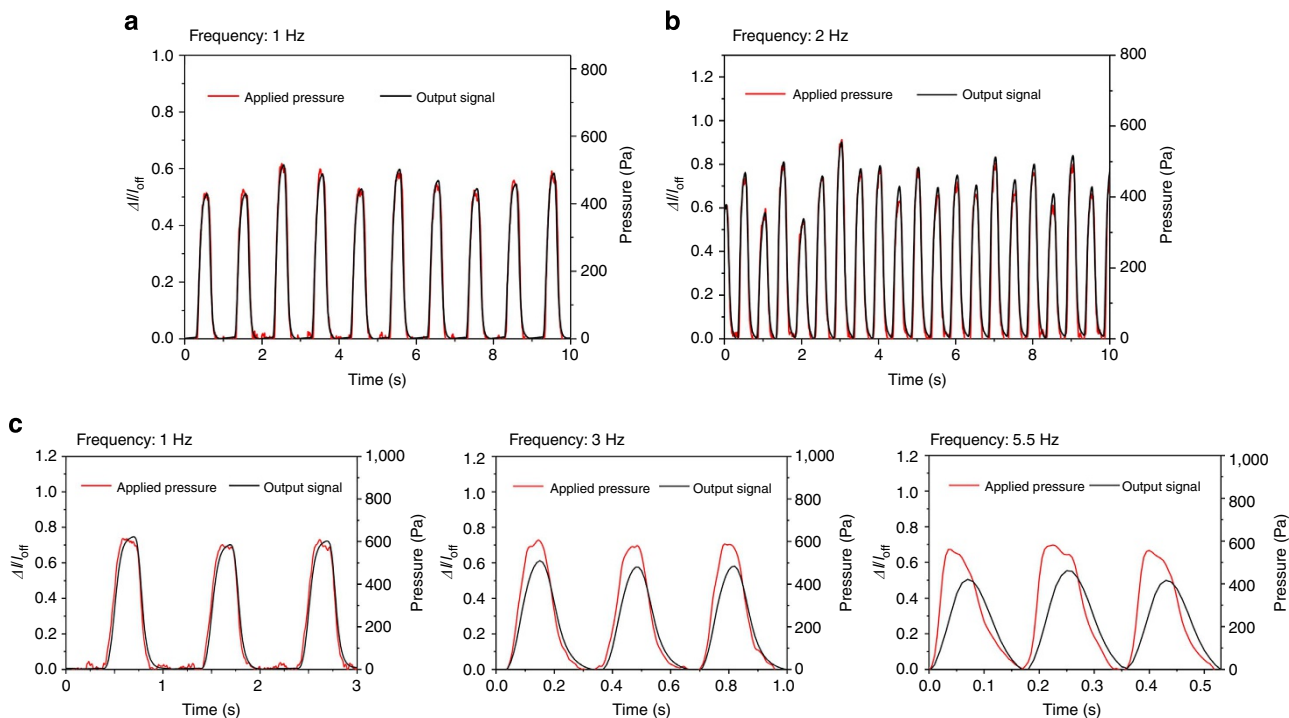 a
Frequency: 1 Hz
1.0
0.8
0.6
0.4
0.2
0.0
ΔI/Ioff
Applied pressure
Output signal
800
600
400
200
0
Pressure (Pa)
0 2 4 6 8 10
Time (s)
b
Frequency: 2 Hz
1.2
1.0
0.8
0.6
0.4
0.2
0.0
ΔI/Ioff
Applied pressure
Output signal
800
600
400
200
0
Pressure (Pa)
0 2 4 6 8 10
Time (s)
c
Frequency: 1 Hz
1.2
1.0
0.8
0.6
0.4
0.2
0.0
ΔI/Ioff
Applied pressure
Output signal
1,000
800
600
400
200
0
Pressure (Pa)
0 1 2 3
Time (s)
Frequency: 3 Hz
1.2
1.0
0.8
0.6
0.4
0.2
0.0
ΔI/Ioff
Applied pressure
Output signal
1,000
800
600
400
200
0
Pressure (Pa)
0.0 0.2 0.4 0.6 0.8 1.0
Time (s)
Frequency: 5.5 Hz
1.2
1.0
0.8
0.6
0.4
0.2
0.0
ΔI/Ioff
Applied pressure
Output signal
1,000
800
600
400
200
0
Pressure (Pa)
0.0 0.1 0.2 0.3 0.4 0.5
Time (s)